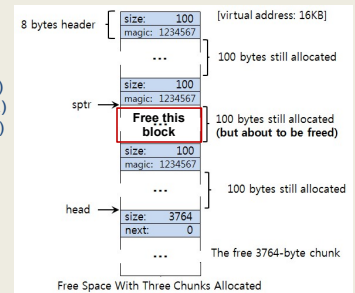 8 bytes header
size: 100
magic: 1234567
[virtual address: 16KB]
...
100 bytes still allocated
)
)
)
sptr
size: 100
magic: 1234567
Free this
block
100 bytes still allocated
(but about to be freed)
size: 100
magic: 1234567
...
100 bytes still allocated
head
size: 3764
next: 0
...
The free 3764-byte chunk
Free Space With Three Chunks Allocated